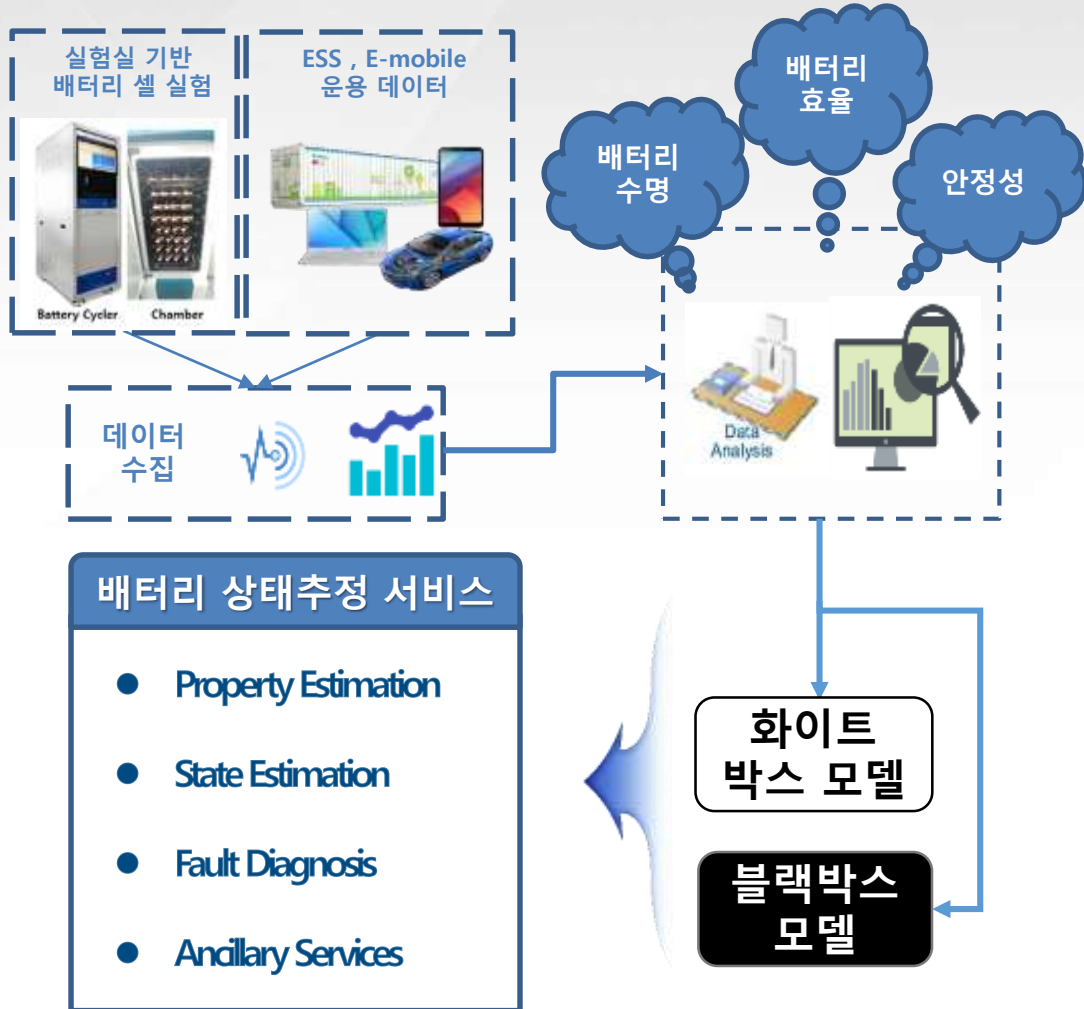 실험실 기반
배터리 셀 실험
ESS , E-mobile
운용 데이터
Battery Cycler
Chamber
배터리
효율
배터리
수명
안정성
데이터
수집
Data
Analysis
배터리 상태추정 서비스
● Property Estimation
● State Estimation
● Fault Diagnosis
● Ancillary Services
화이트
박스 모델
블랙박스
모델